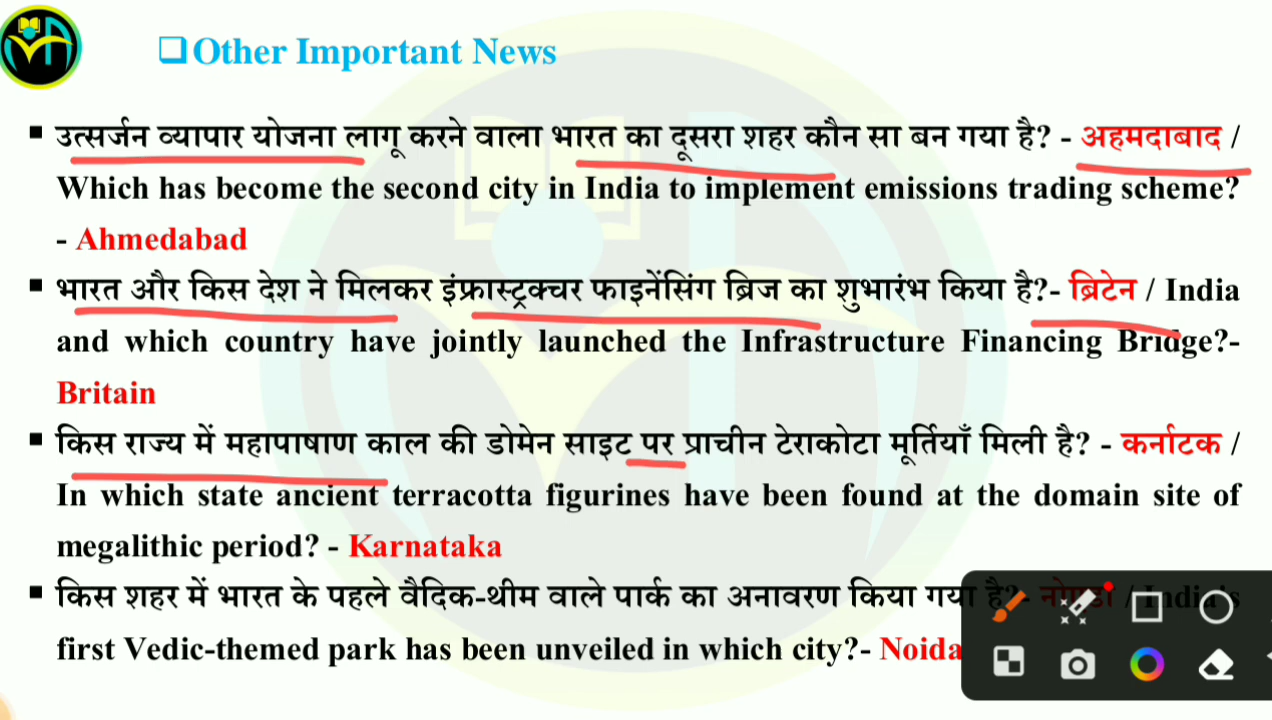 ❑Other Important News
▪ उत्सर्जन व्यापार योजना लागू करने वाला भारत का दूसरा शहर कौन सा बन गया है? - अहमदाबाद /
Which has become the second city in India to implement emissions trading scheme?
- Ahmedabad
▪ भारत और किस देश ने मिलकर इंफ्रास्ट्रक्चर फाइनेंसिंग ब्रिज का शुभारंभ किया है?- ब्रिटेन / India
and which country have jointly launched the Infrastructure Financing Bridge?-
Britain
▪ किस राज्य में महापाषाण काल की डोमेन साइट पर प्राचीन टेराकोटा मूर्तियाँ मिली है? - कर्नाटक /
In which state ancient terracotta figurines have been found at the domain site of
megalithic period? - Karnataka
▪ किस शहर में भारत के पहले वैदिक-थीम वाले पार्क का अनावरण किया गया है?- नोएडा / India's
first Vedic-themed park has been unveiled in which city?- Noida